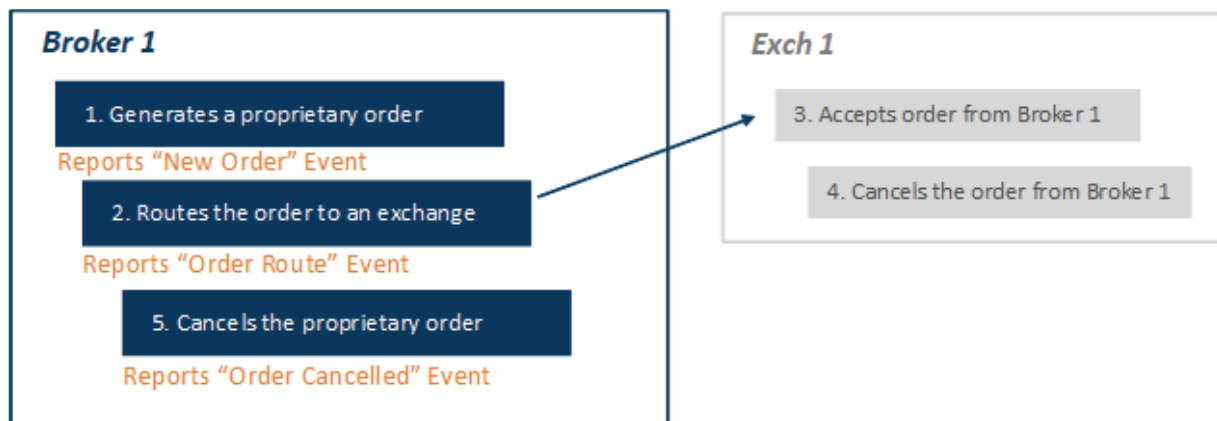 Broker 1
1. Generates a proprietary order
Reports “New Order” Event
2. Routes the order to an exchange
Reports “Order Route” Event
5. Cancels the proprietary order
Reports “Order Cancelled” Event
Exch 1
3. Accepts order from Broker 1
4. Cancels the order from Broker 1